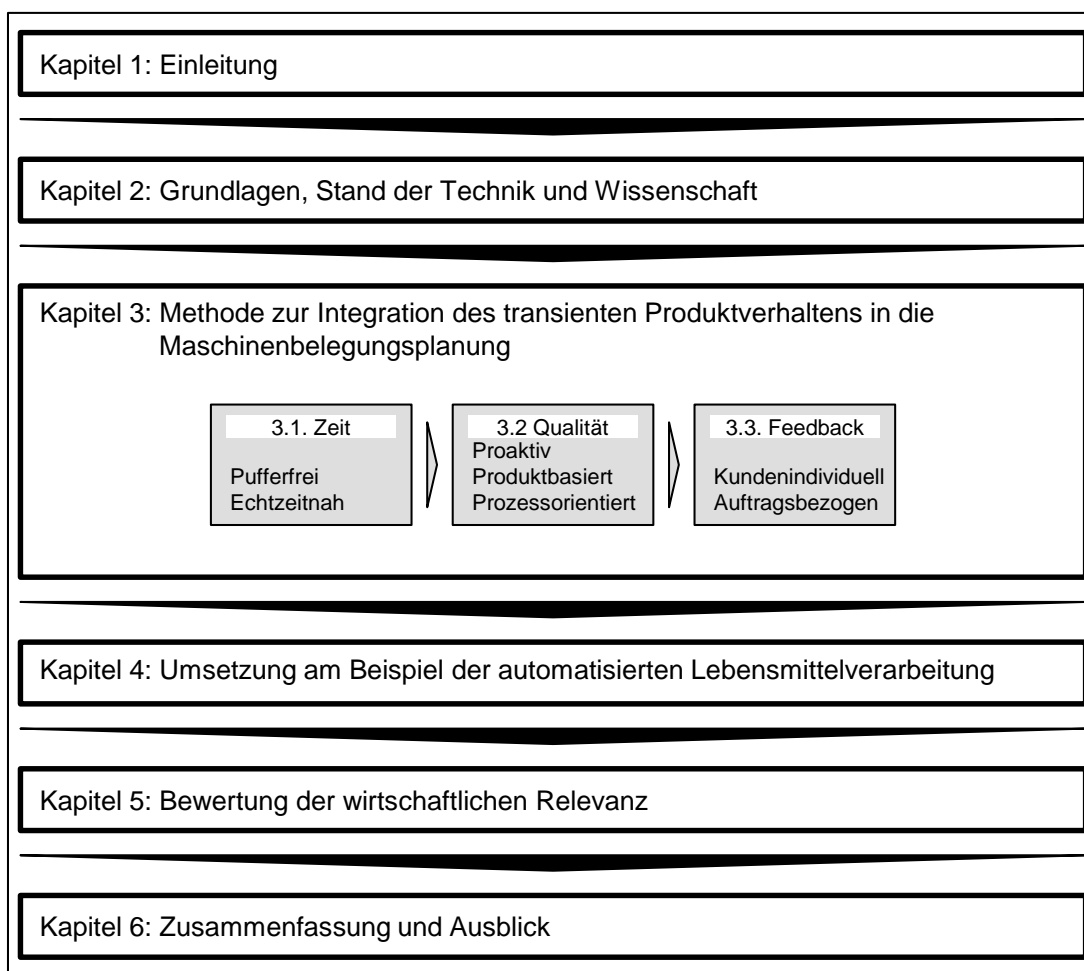 Kapitel 1: Einleitung
Kapitel 2: Grundlagen, Stand der Technik und Wissenschaft
Kapitel 3: Methode zur Integration des transienten Produktverhaltens in die
Maschinenbelegungsplanung
3.1. Zeit
Pufferfrei
Echtzeitnah
3.2 Qualität
Proaktiv
Produktbasiert
Prozessorientiert
3.3. Feedback
Kundenindividuell
Auftragsbezogen
Kapitel 4: Umsetzung am Beispiel der automatisierten Lebensmittelverarbeitung
Kapitel 5: Bewertung der wirtschaftlichen Relevanz
Kapitel 6: Zusammenfassung und Ausblick